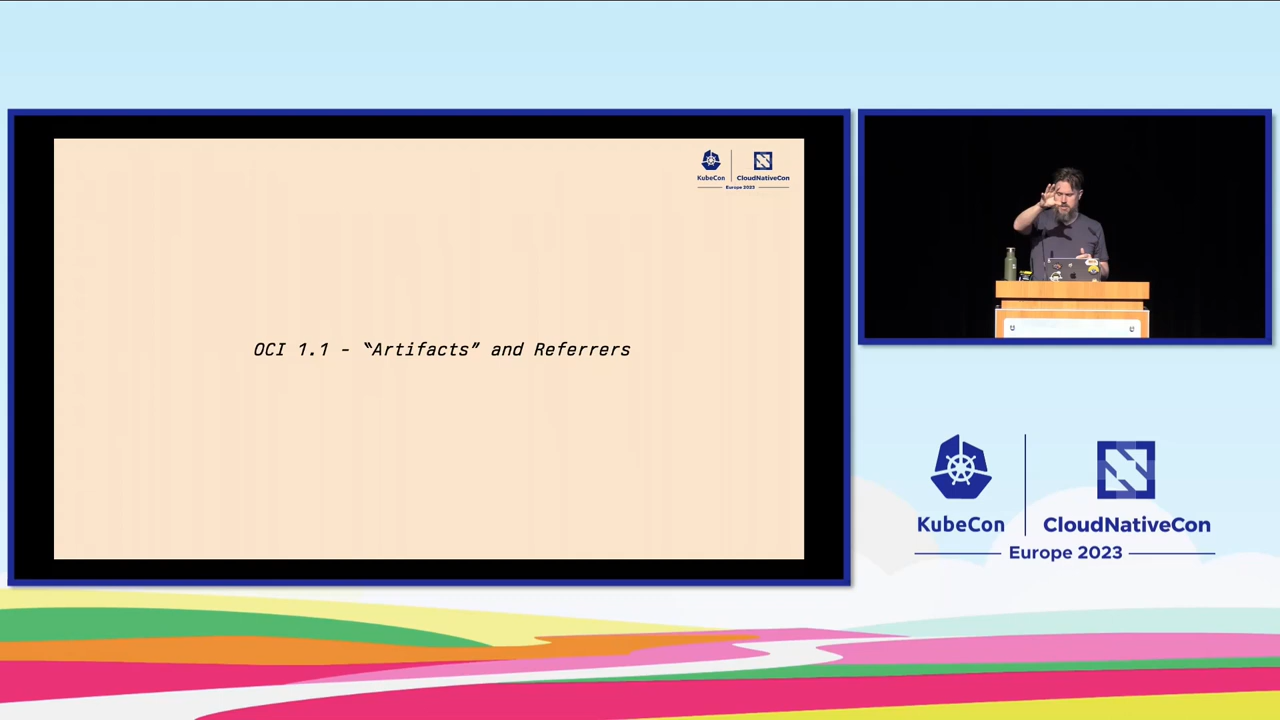 KubeCon
CloudNativeCon
Europe 2023
OCI 1.1 - “Artifacts” and Referrers
KubeCon
CloudNativeCon
Europe 2023